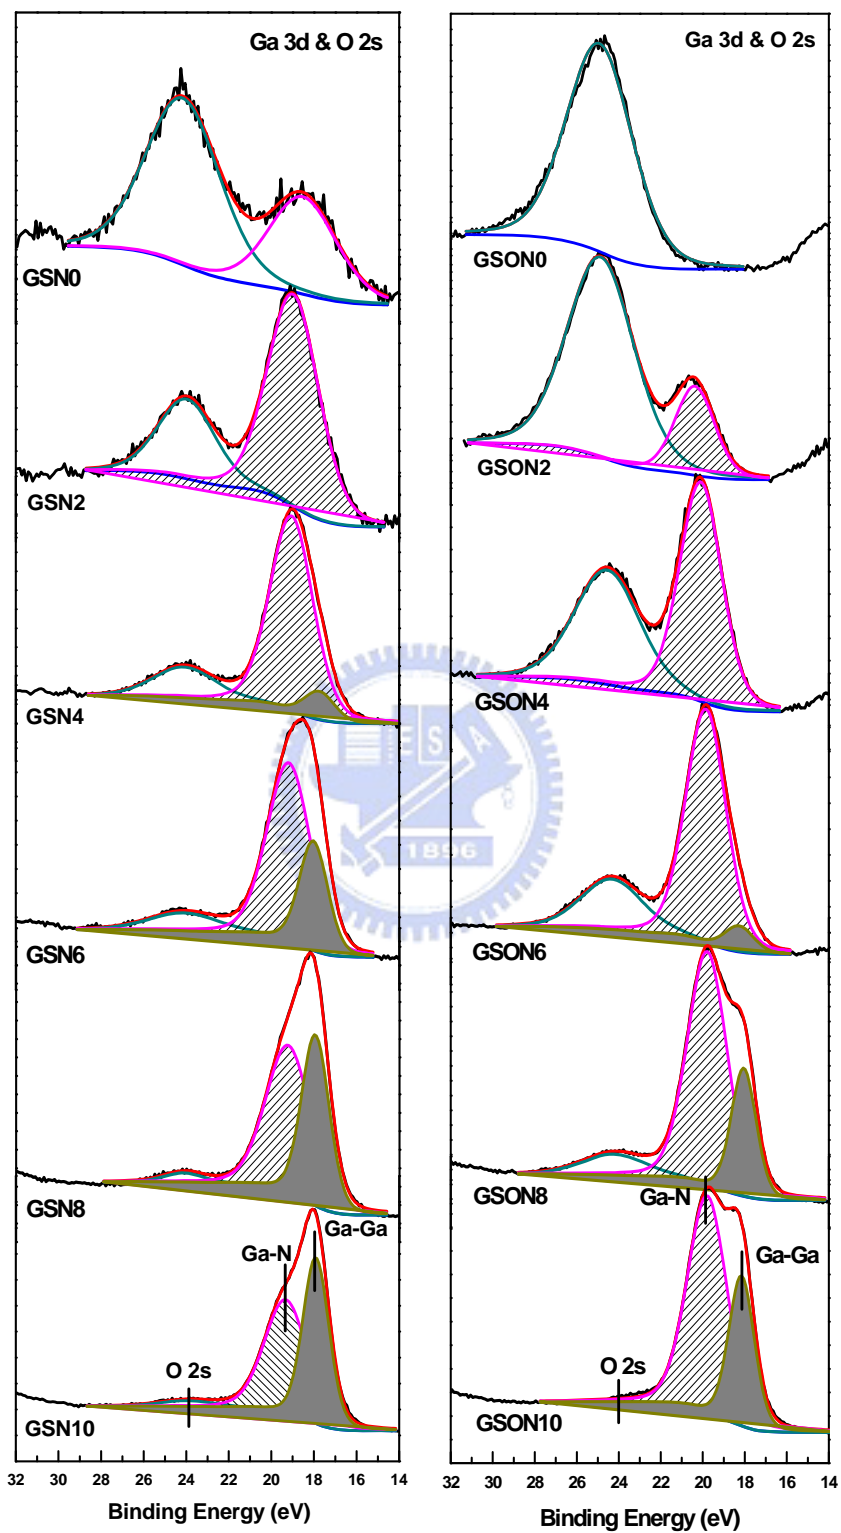 Ga 3d & O 2s
GSN0
GSN2
GSN4
GSN6
GSN8
Ga-Ga
Ga-N
O 2s
GSN10
32 30 28 26 24 22 20 18 16 14
Binding Energy (eV)
Ga 3d & O 2s
GSON0
GSON2
GSON4
GSON6
GSON8
Ga-N
Ga-Ga
O 2s
GSON10
32 30 28 26 24 22 20 18 16 14
Binding Energy (eV)
E S A
1896